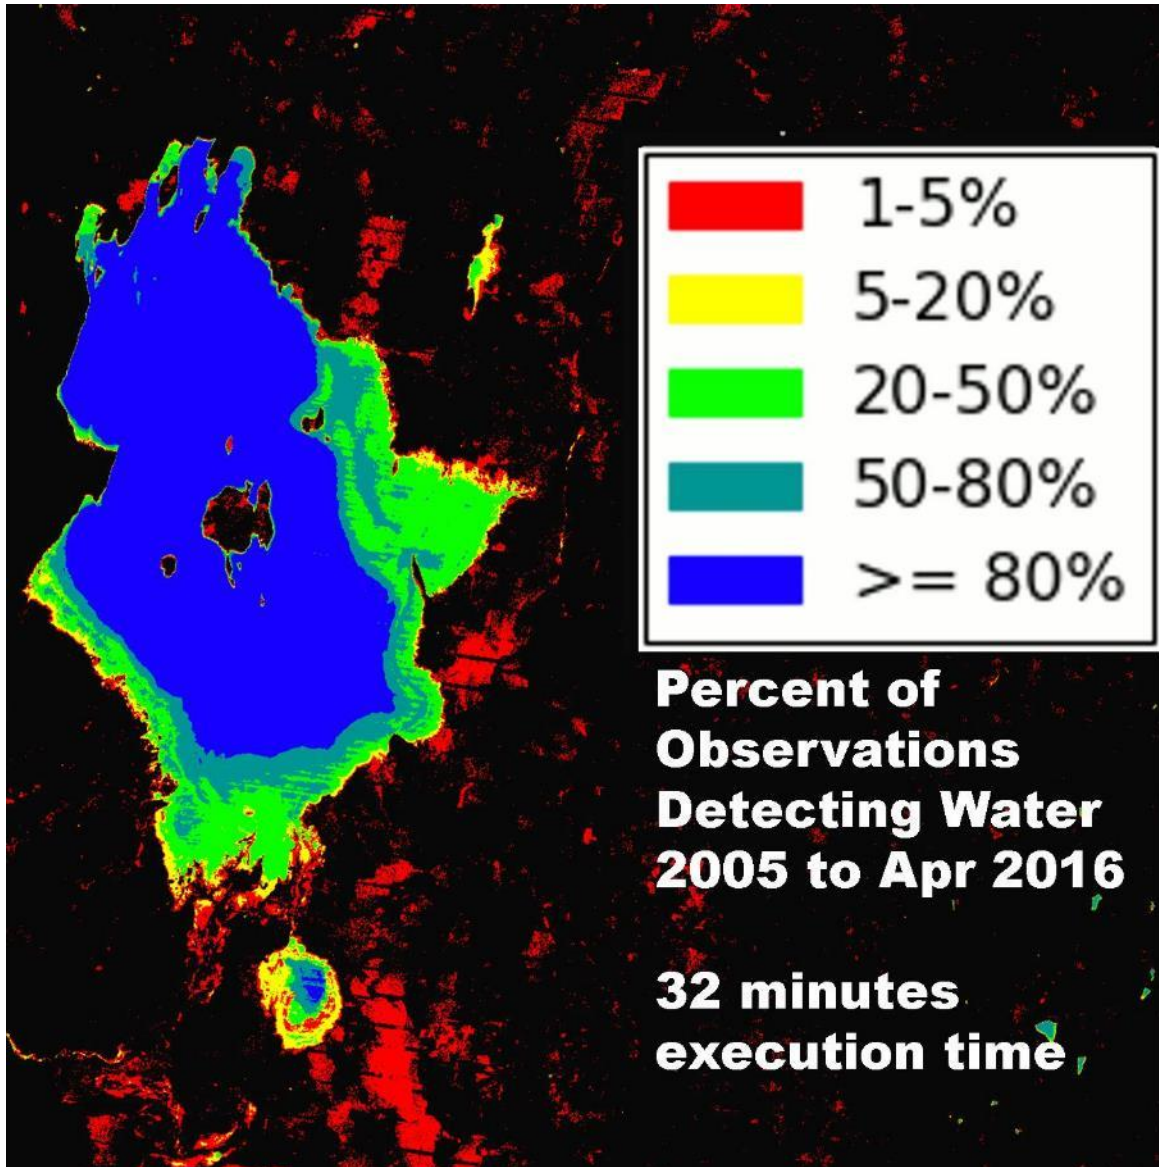 1-5%
5-20%
20-50%
50-80%
>= 80%
Percent of
Observations
Detecting Water
2005 to Apr 2016
32 minutes
execution time